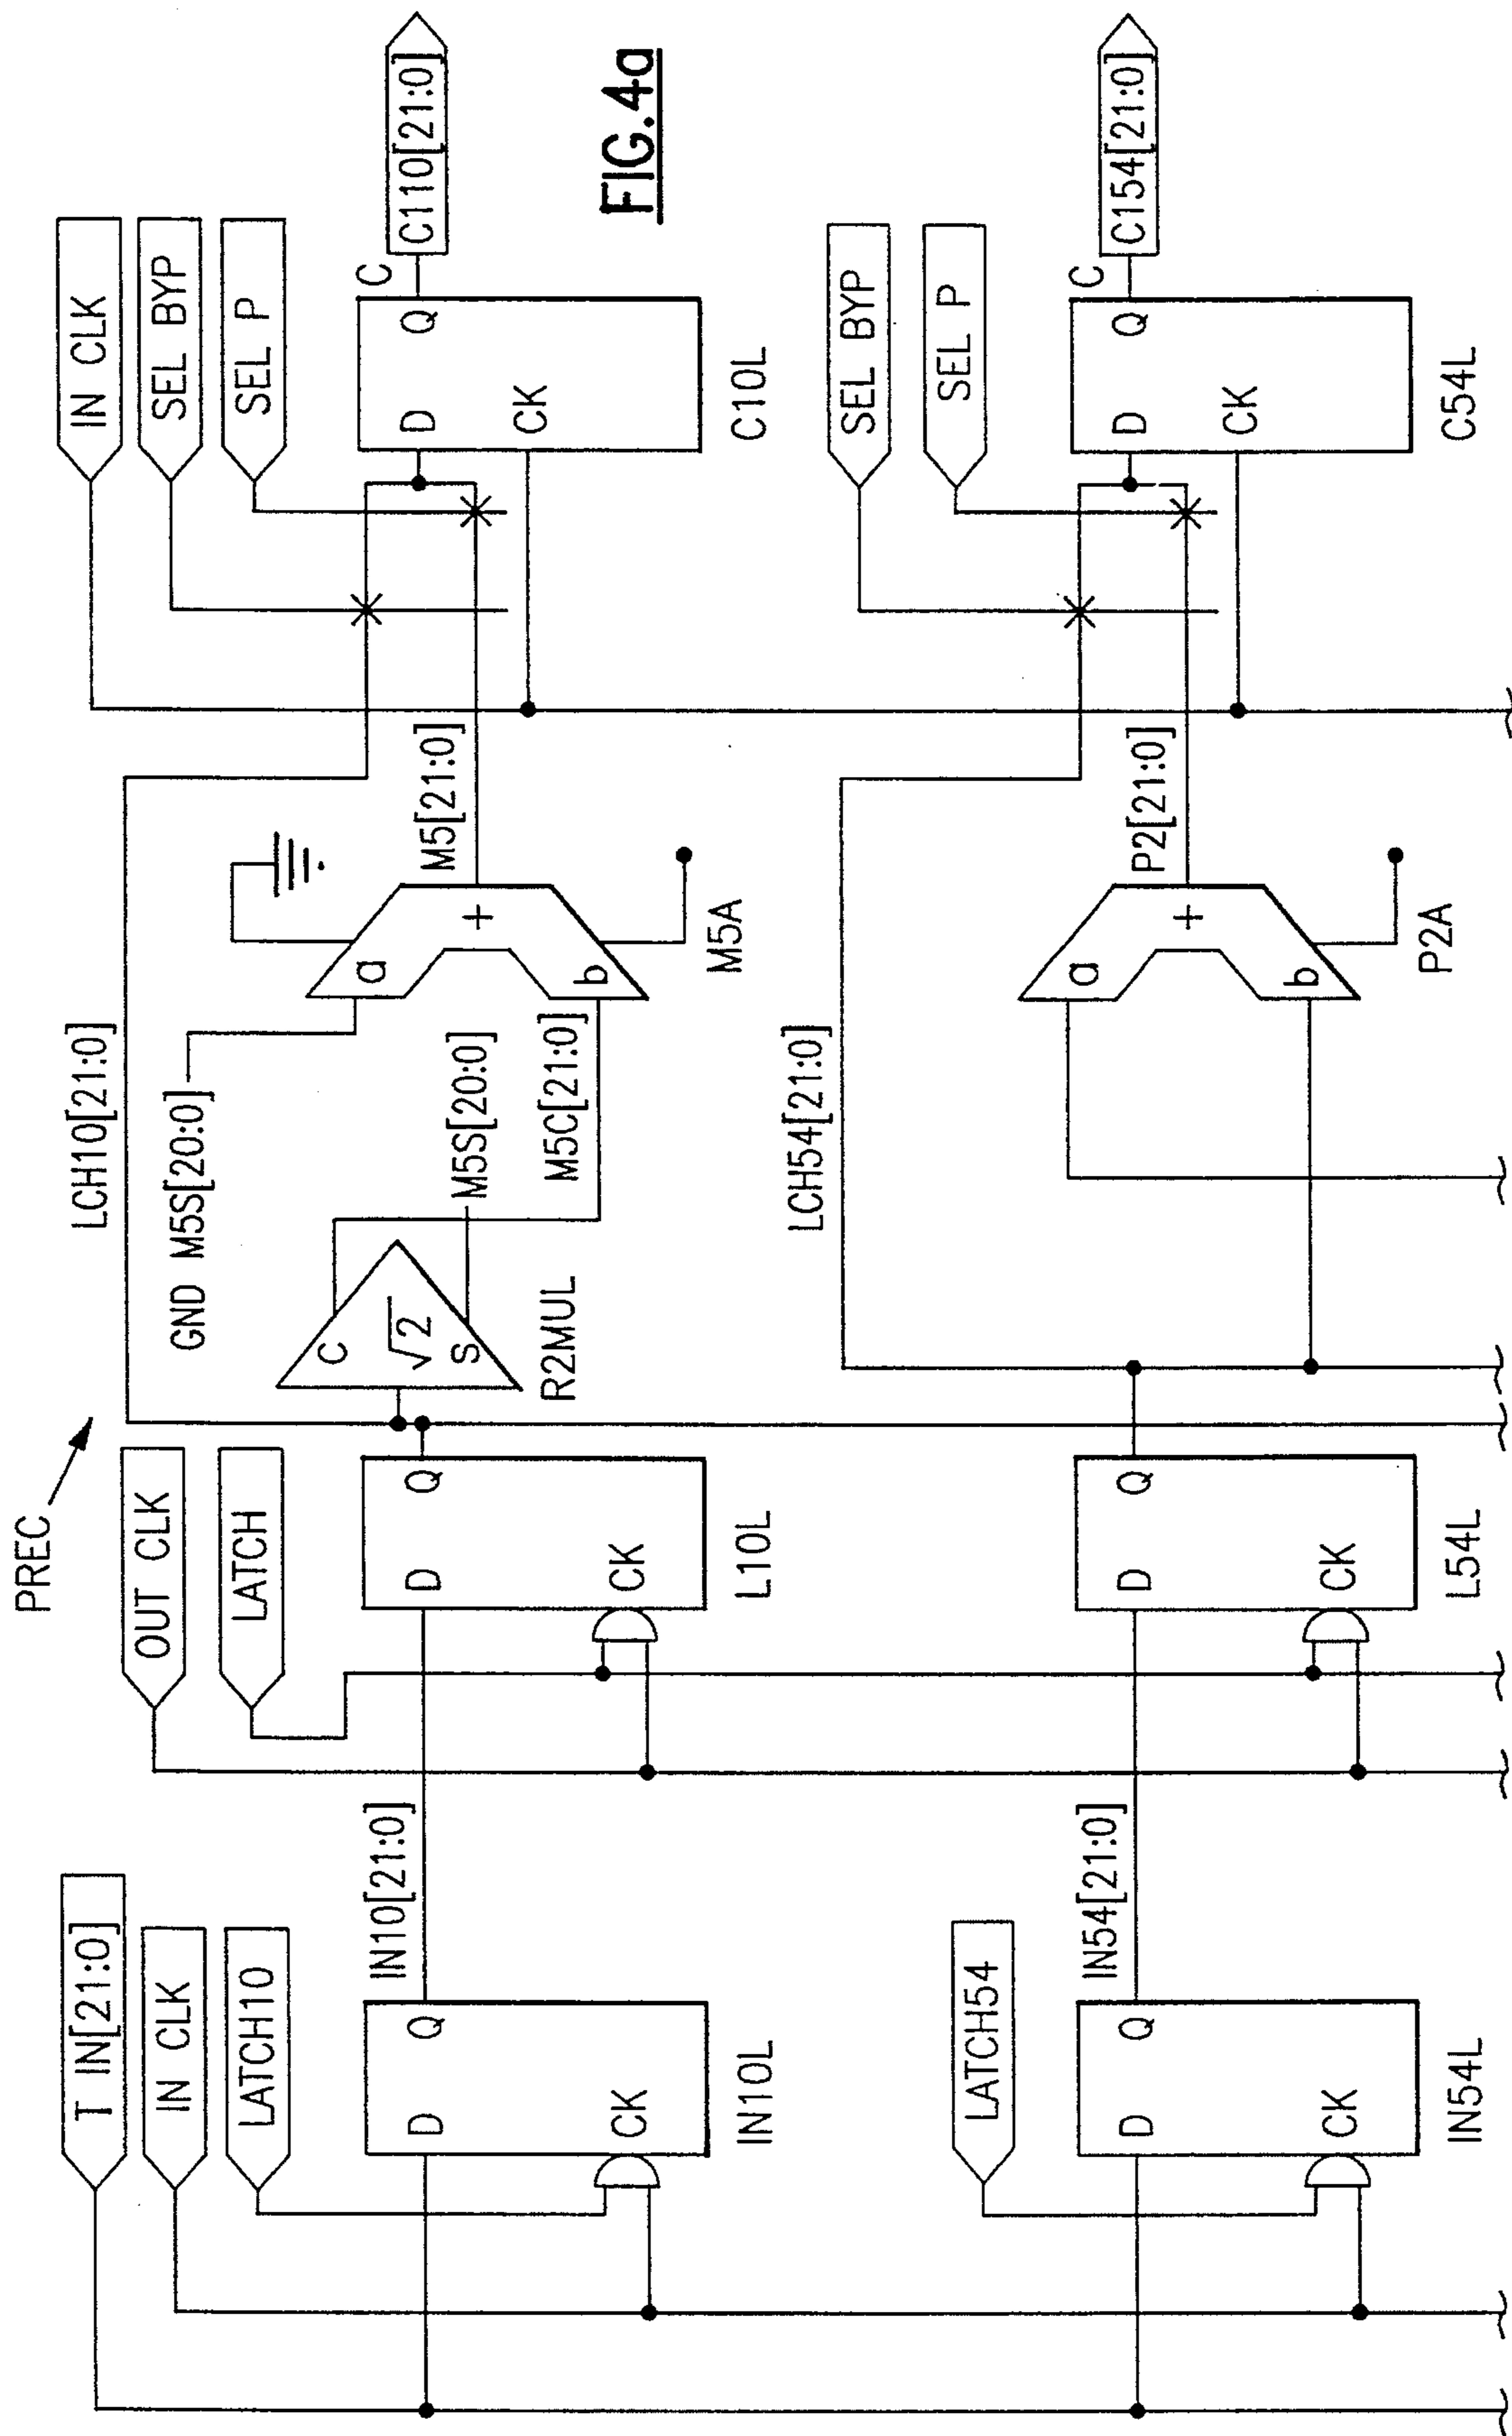 PREC
T IN[21:0]
IN CLK
LATCH10
D
Q
CK
IN10L
IN10[21:0]
OUT CLK
LATCH
D
Q
CK
L10L
LCH10[21:0]
GND M5S[20:0]
C
√2
S
R2MUL
M5S[20:0]
M5C[21:0]
a
+
b
M5A
M5[21:0]
IN CLK
SEL BYP
SEL P
D
Q
CK
C10L
C
C110[21:0]
FIG.4a
LATCH54
D
Q
CK
IN54L
IN54[21:0]
D
Q
CK
L54L
LCH54[21:0]
a
+
b
P2A
P2[21:0]
SEL BYP
SEL P
D
Q
CK
C54L
C
C154[21:0]